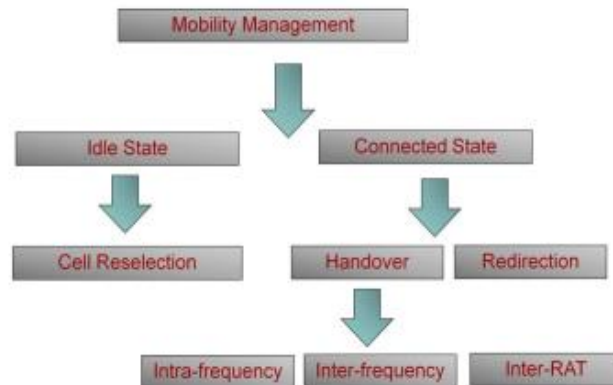 Mobility Management
Idle State
Connected State
Cell Reselection
Handover
Redirection
Intra-frequency
Inter-frequency
Inter-RAT